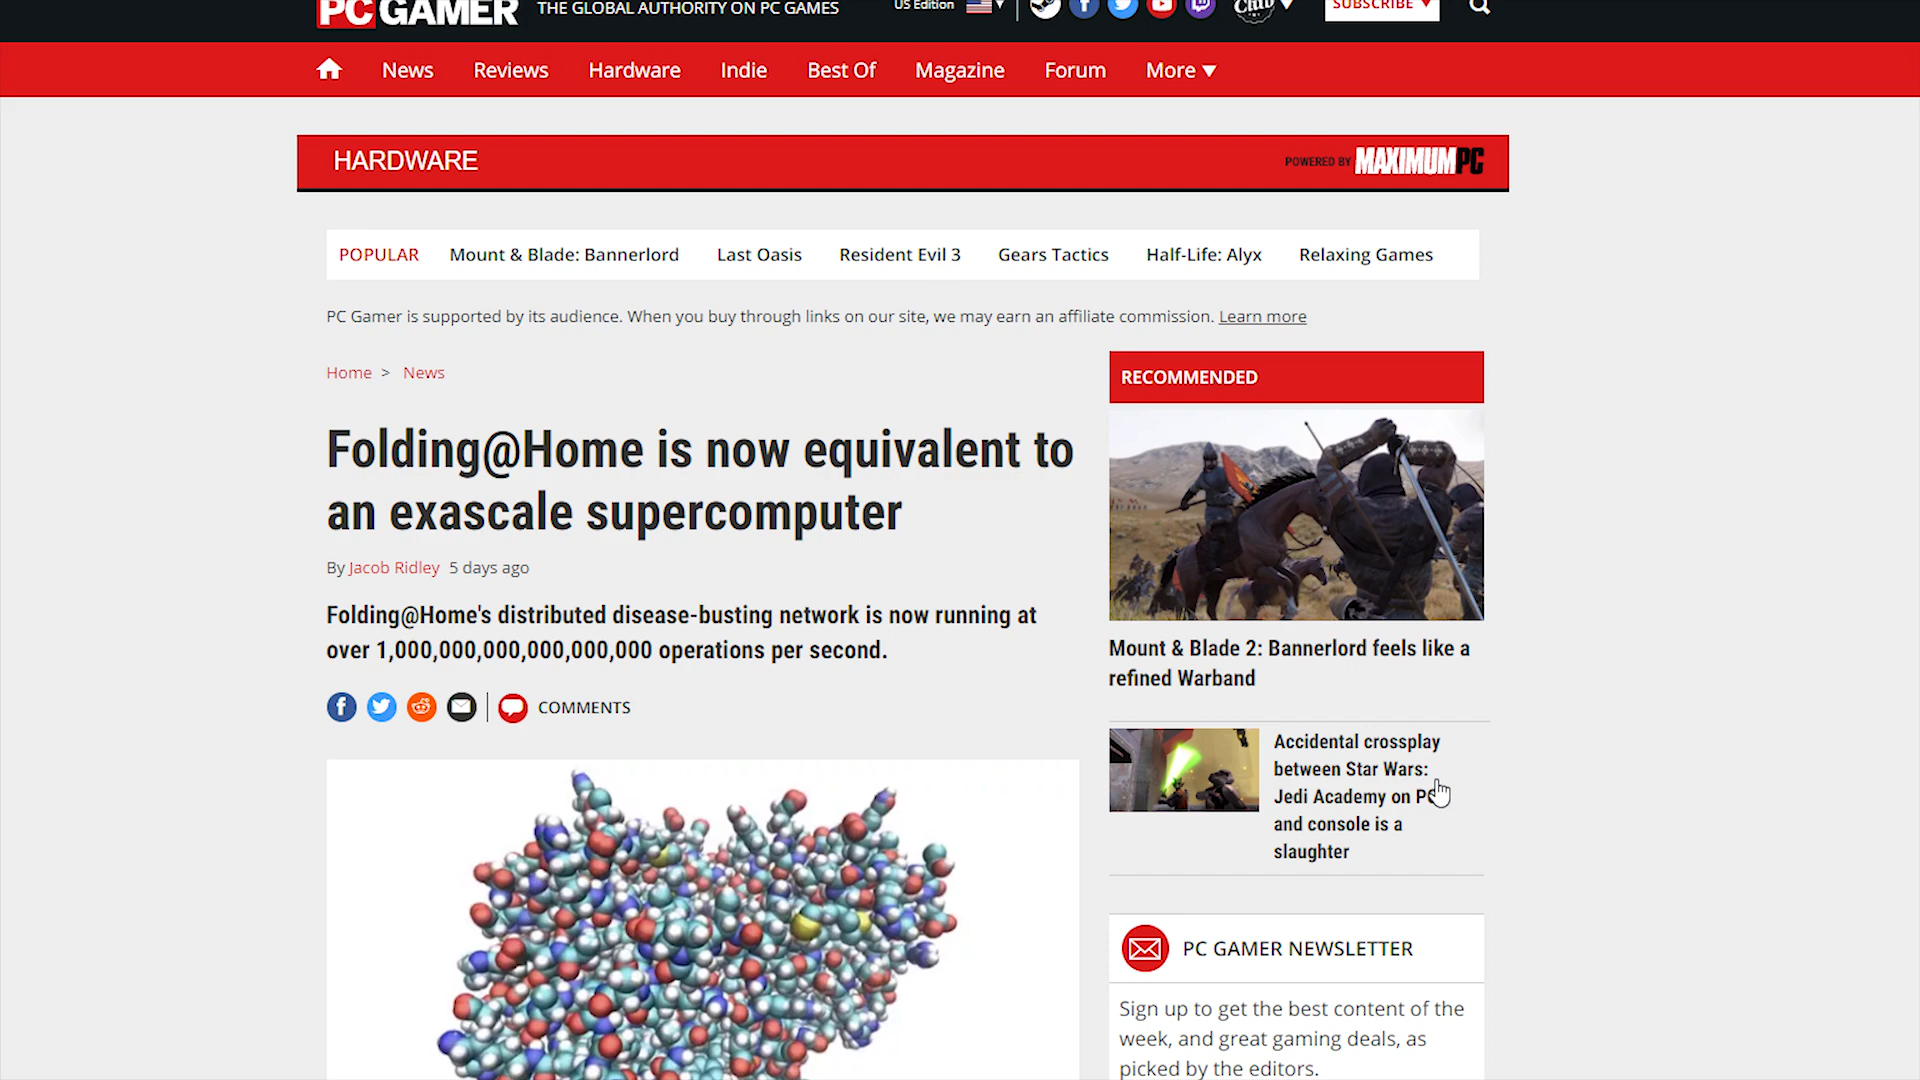 PC GAMER THE GLOBAL AUTHORITY ON PC GAMES US Edition Club SUBSCRIBE
News Reviews Hardware Indie Best Of Magazine Forum More
HARDWARE POWERED BY MAXIMUMPC
POPULAR Mount & Blade: Bannerlord Last Oasis Resident Evil 3 Gears Tactics Half-Life: Alyx Relaxing Games
PC Gamer is supported by its audience. When you buy through links on our site, we may earn an affiliate commission. Learn more
Home > News
Folding@Home is now equivalent to
an exascale supercomputer
By Jacob Ridley 5 days ago
Folding@Home's distributed disease-busting network is now running at
over 1,000,000,000,000,000,000 operations per second.
COMMENTS
RECOMMENDED
Mount & Blade 2: Bannerlord feels like a
refined Warband
Accidental crossplay
between Star Wars:
Jedi Academy on PC
and console is a
slaughter
PC GAMER NEWSLETTER
Sign up to get the best content of the
week, and great gaming deals, as
picked by the editors.